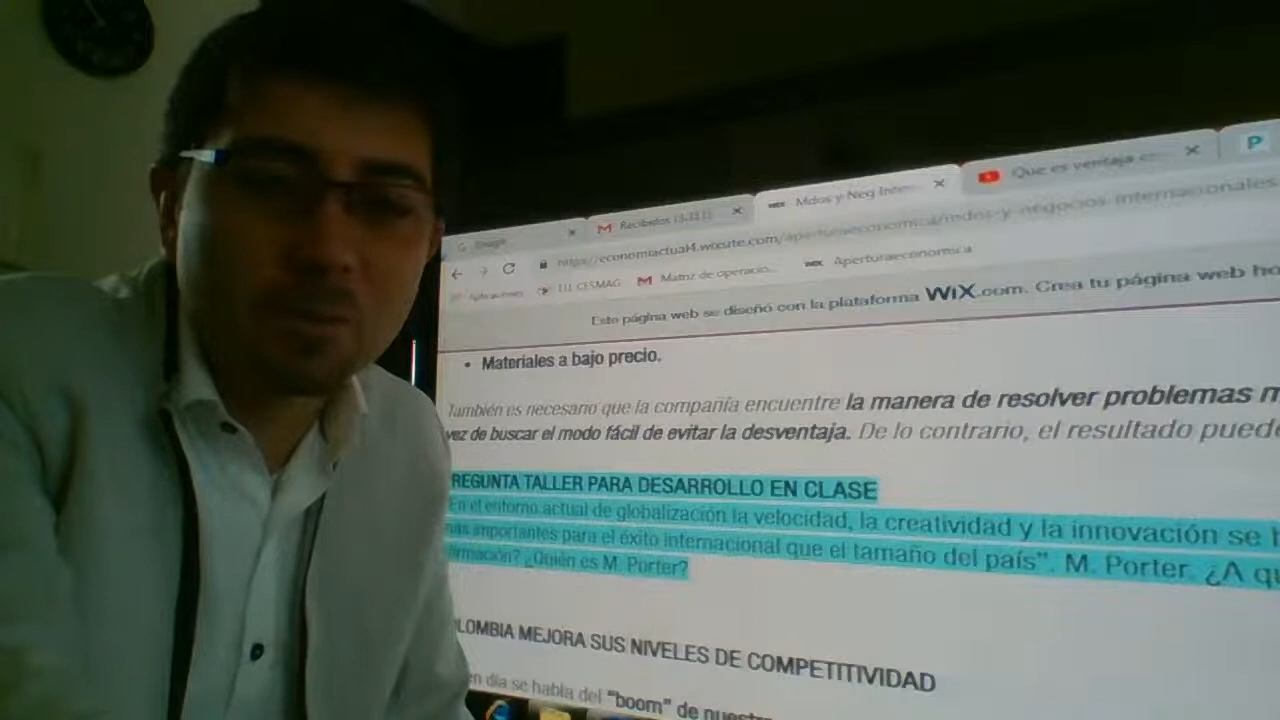 Google
Recibidos
Mdos y Neg Inter
Que es ventaja co
https://economiactual4.wixsite.com/aperturaeconomica/mdos-y-negocios-internacionales
Aplicaciones
I.U. CESMAG
Matriz de operacio...
Aperturaeconomica
Esta página web se diseñó con la plataforma WiX.com. Crea tu página web ho
• Materiales a bajo precio.
También es necesario que la compañía encuentre la manera de resolver problemas
vez de buscar el modo fácil de evitar la desventaja. De lo contrario, el resultado puede
REGUNTA TALLER PARA DESARROLLO EN CLASE
En el entorno actual de globalización la velocidad, la creatividad y la innovación se
más importantes para el éxito internacional que el tamaño del país". M. Porter. ¿A qu
firmación? ¿Quién es M. Porter?
LOMBIA MEJORA SUS NIVELES DE COMPETITIVIDAD
en día se habla del "boom" de